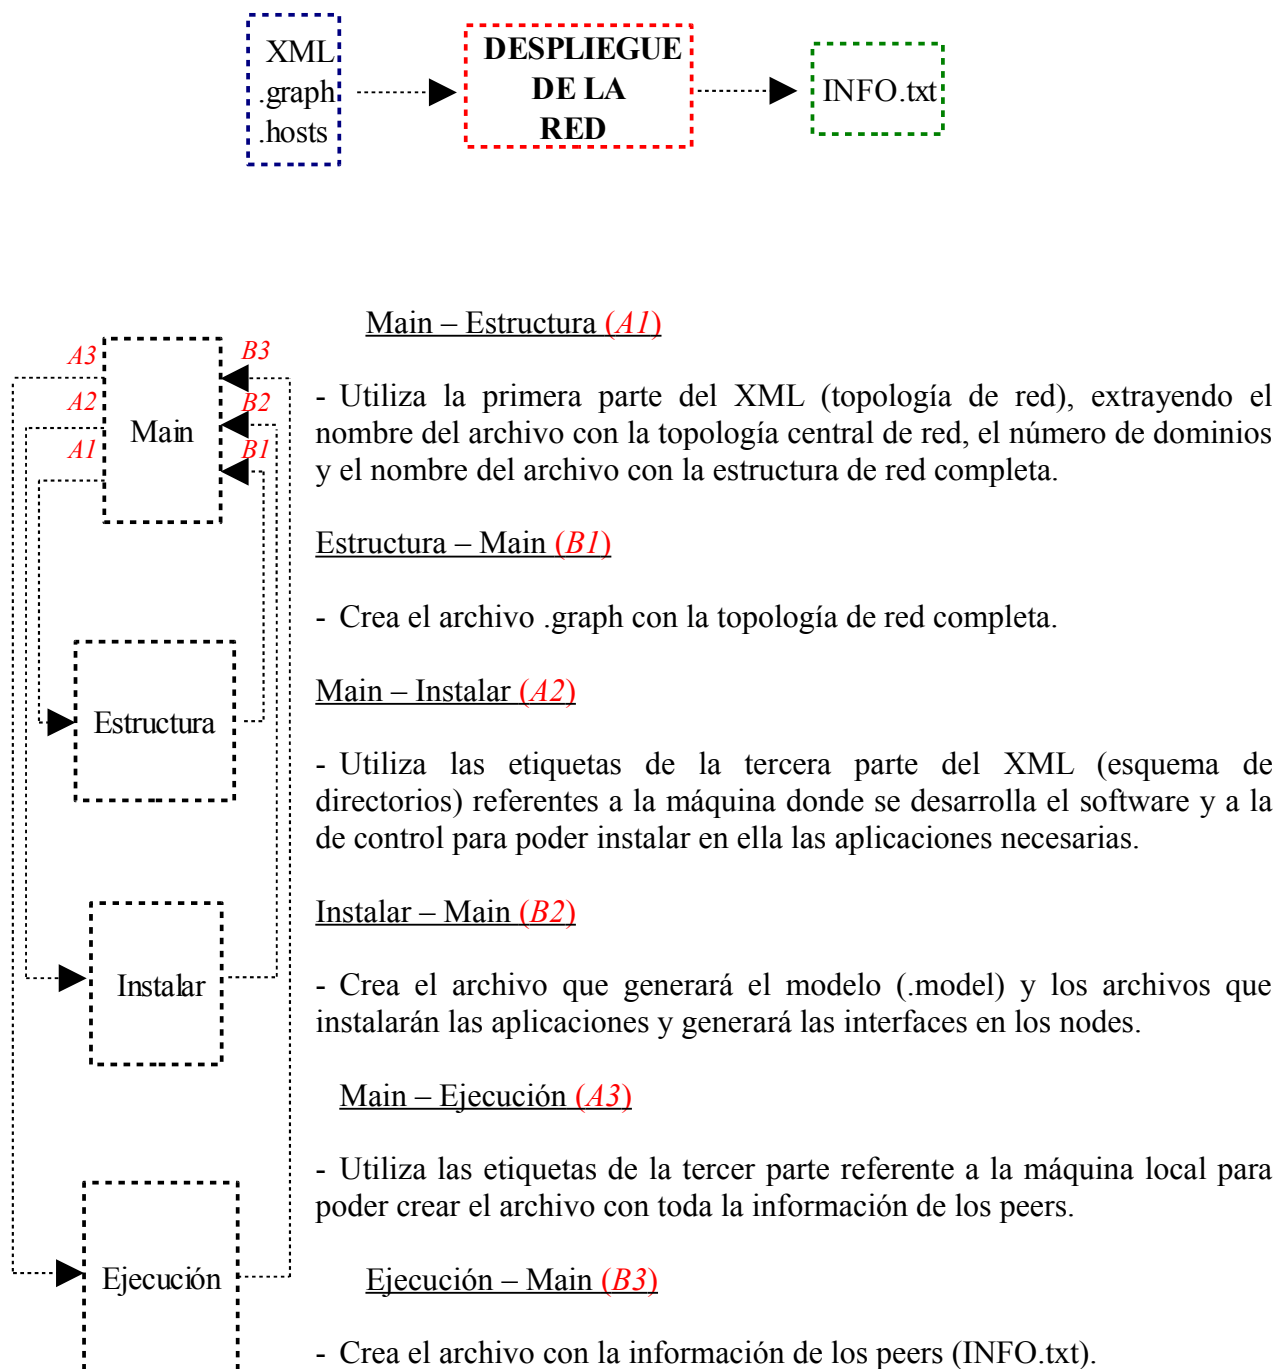 XML
.graph
.hosts
DESPLIEGUE
DE LA
RED
INFO.txt
A3
A2
A1
Main
B3
B2
B1
Estructura
Instalar
Ejecución
Main – Estructura (A1)
- Utiliza la primera parte del XML (topología de red), extrayendo el
nombre del archivo con la topología central de red, el número de dominios
y el nombre del archivo con la estructura de red completa.
Estructura – Main (B1)
- Crea el archivo .graph con la topología de red completa.
Main – Instalar (A2)
- Utiliza las etiquetas de la tercera parte del XML (esquema de
directorios) referentes a la máquina donde se desarrolla el software y a la
de control para poder instalar en ella las aplicaciones necesarias.
Instalar – Main (B2)
- Crea el archivo que generará el modelo (.model) y los archivos que
instalarán las aplicaciones y generará las interfaces en los nodes.
Main – Ejecución (A3)
- Utiliza las etiquetas de la tercer parte referente a la máquina local para
poder crear el archivo con toda la información de los peers.
Ejecución – Main (B3)
- Crea el archivo con la información de los peers (INFO.txt).